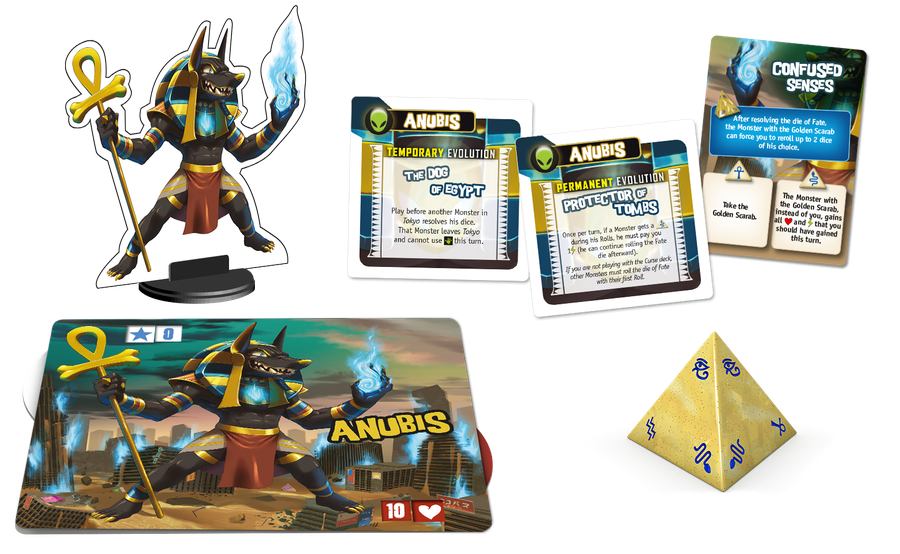 ANUBIS
TEMPORARY EVOLUTION
THE DOG
OF EGYPT
Play before another Monster in
Tokyo resolves his dice.
That Monster leaves Tokyo
and cannot use this turn.
ANUBIS
PERMANENT EVOLUTION
PROTECTOR OF
TOMBS
Once per turn, if a Monster gets a
during his Rolls, he must pay you
1 (he can continue rolling the Fate
die afterward).
If you are not playing with the Curse deck,
other Monsters must roll the die of Fate
with their first Roll.
CONFUSED
SENSES
After resolving the die of Fate,
the Monster with the Golden Scarab
can force you to reroll up to 2 dice
of his choice.
Take the
Golden Scarab.
The Monster with
the Golden Scarab,
instead of you, gains
all and that you
should have gained
this turn.
0
ANUBIS
10